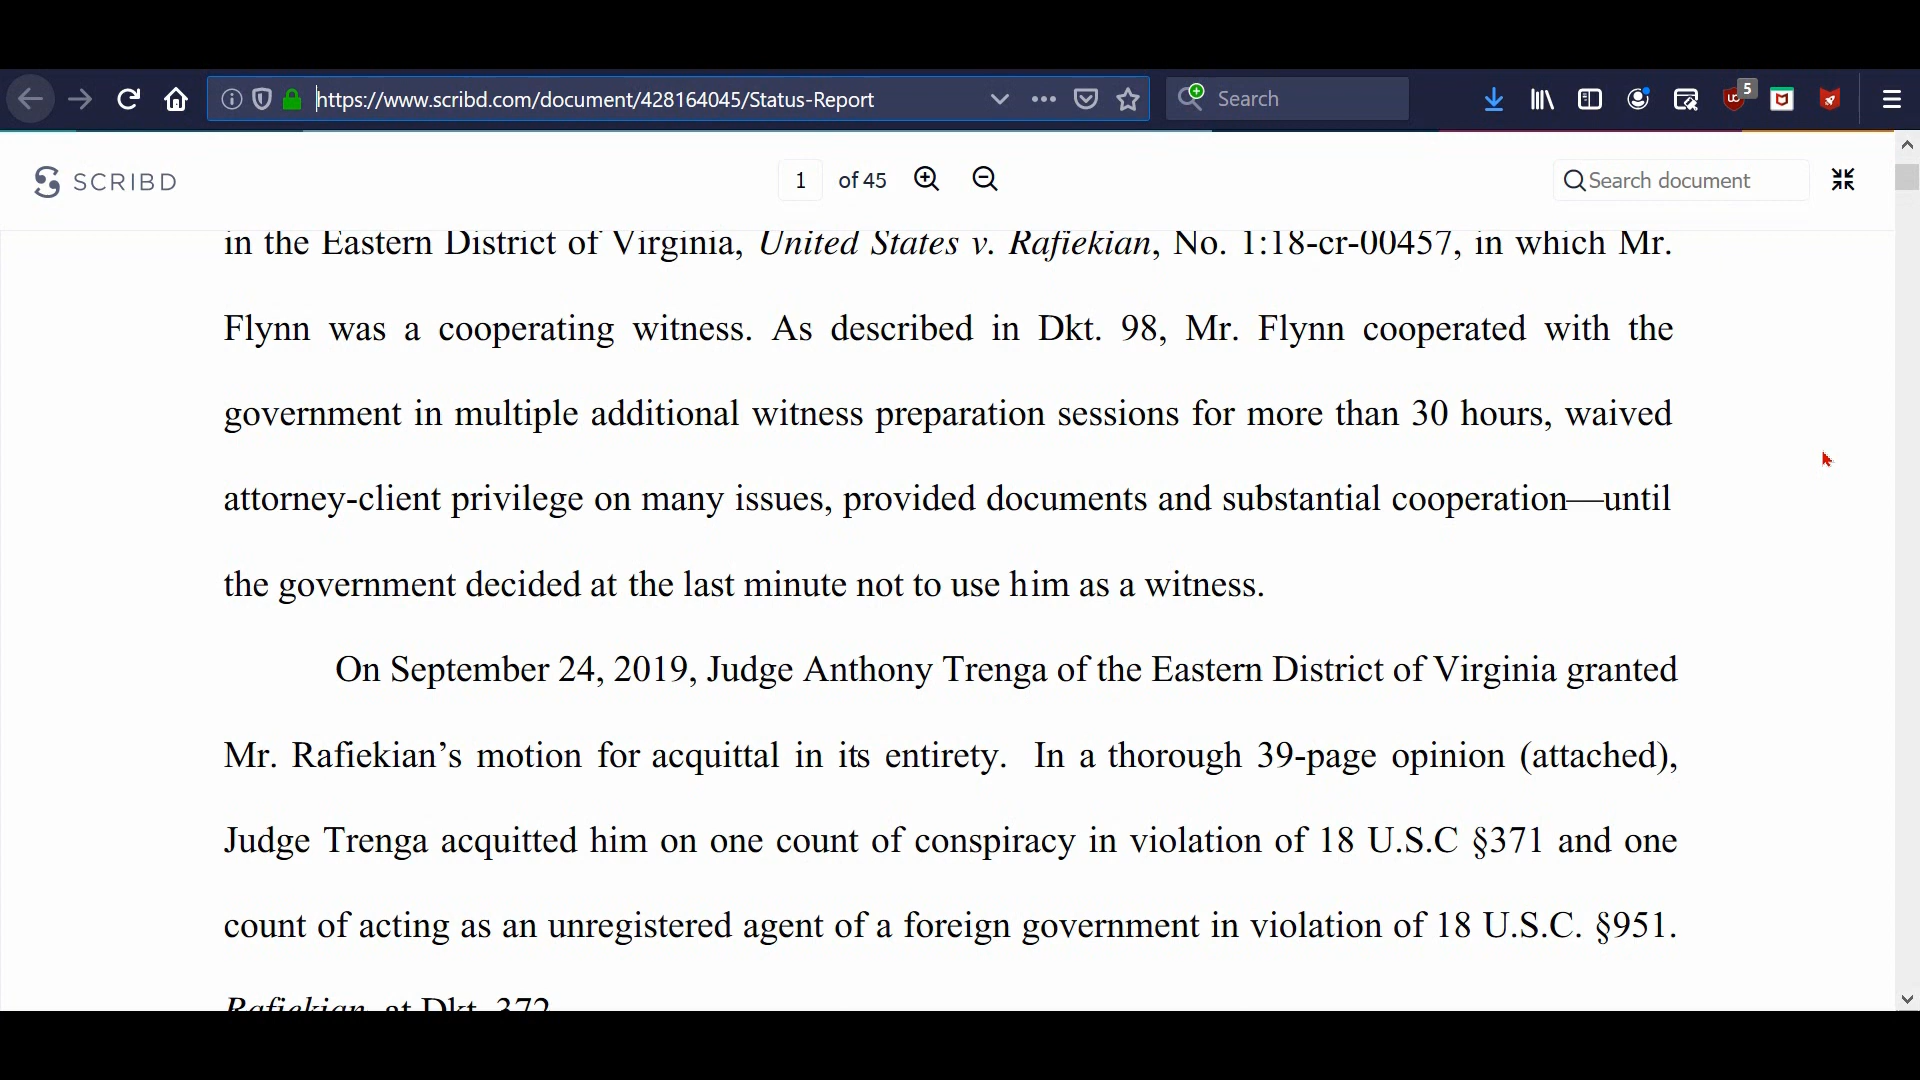 https://www.scribd.com/document/428164045/Status-Report
Search
5
SCRIBD
1 of 45
Search document
in the Eastern District of Virginia, United States v. Rafiekian, No. 1:18-cr-00457, in which Mr.
Flynn was a cooperating witness. As described in Dkt. 98, Mr. Flynn cooperated with the
government in multiple additional witness preparation sessions for more than 30 hours, waived
attorney-client privilege on many issues, provided documents and substantial cooperation—until
the government decided at the last minute not to use him as a witness.
On September 24, 2019, Judge Anthony Trenga of the Eastern District of Virginia granted
Mr. Rafiekian’s motion for acquittal in its entirety. In a thorough 39-page opinion (attached),
Judge Trenga acquitted him on one count of conspiracy in violation of 18 U.S.C §371 and one
count of acting as an unregistered agent of a foreign government in violation of 18 U.S.C. §951.
Rafiekian, at Dkt. 372